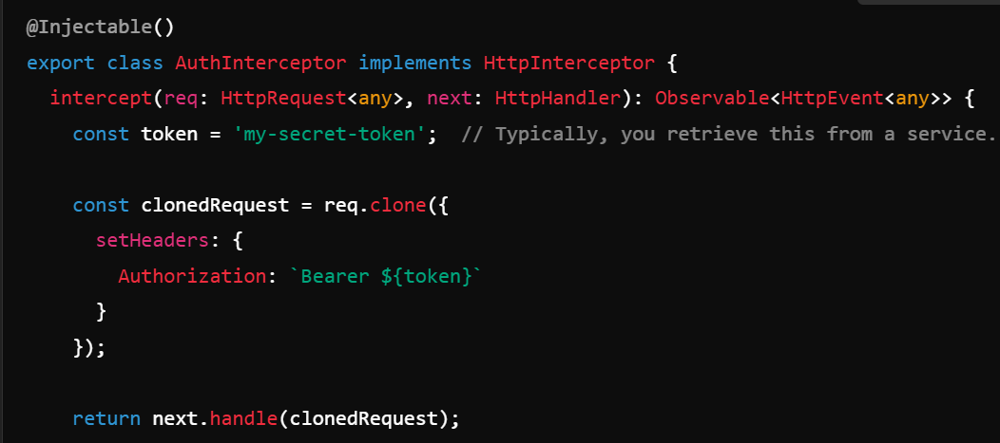 @Injectable()
export class AuthInterceptor implements HttpInterceptor {
  intercept(req: HttpRequest<any>, next: HttpHandler): Observable<HttpEvent<any>> {
    const token = 'my-secret-token';  // Typically, you retrieve this from a service.
    const clonedRequest = req.clone({
      setHeaders: {
        Authorization: `Bearer ${token}`
      }
    });
    return next.handle(clonedRequest);